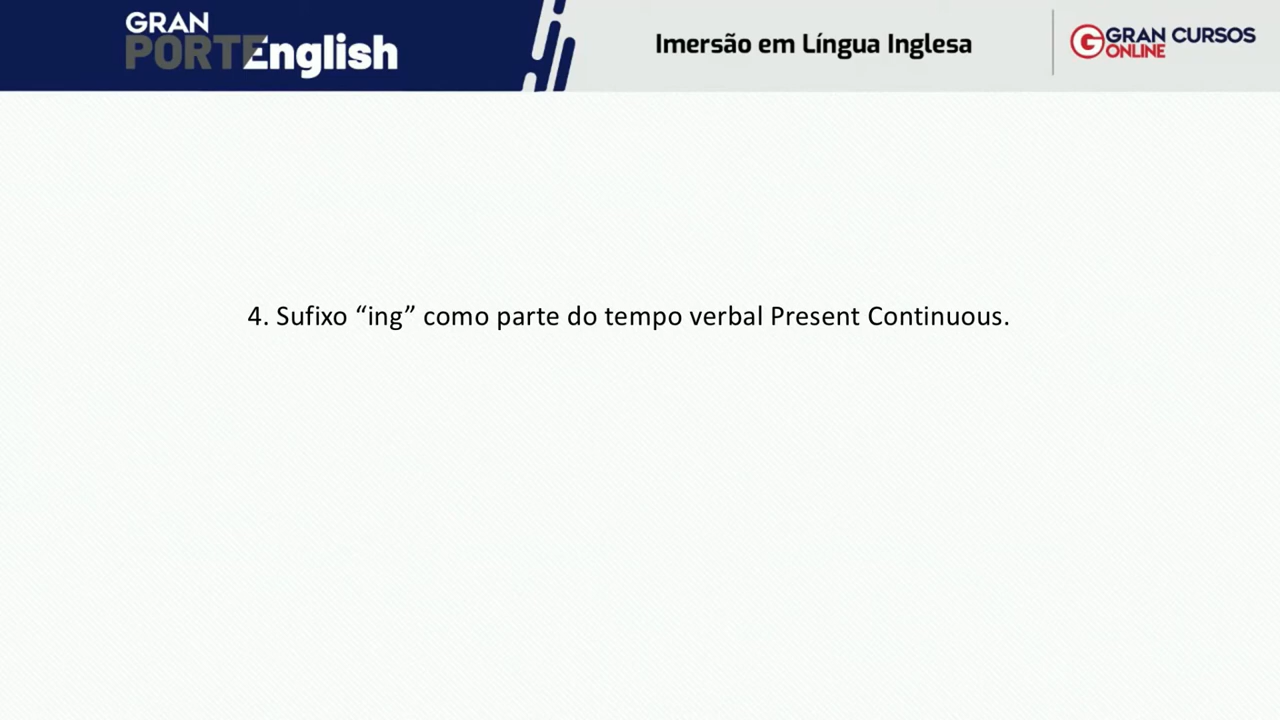 GRAN
PORTEnglish
Imersão em Língua Inglesa
GRAN CURSOS
ONLINE
4. Sufixo “ing” como parte do tempo verbal Present Continuous.